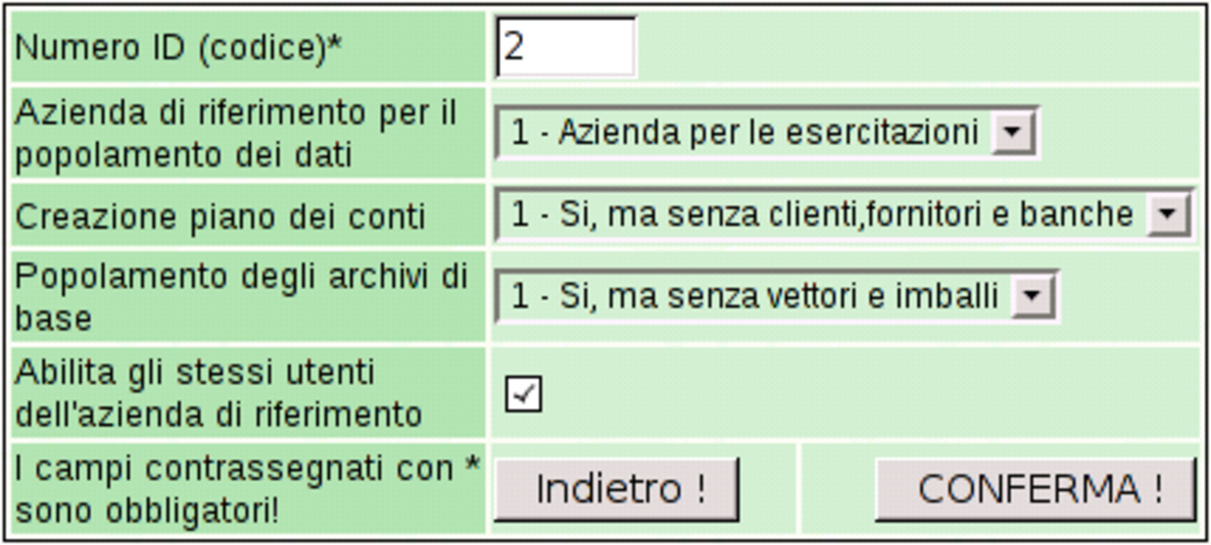 Numero ID (codice)*
2
Azienda di riferimento per il
popolamento dei dati
1 - Azienda per le esercitazioni
Creazione piano dei conti
1 - Si, ma senza clienti,fornitori e banche
Popolamento degli archivi di
base
1 - Si, ma senza vettori e imballi
Abilita gli stessi utenti
dell'azienda di riferimento
I campi contrassegnati con *
sono obbligatori!
Indietro !
CONFERMA !